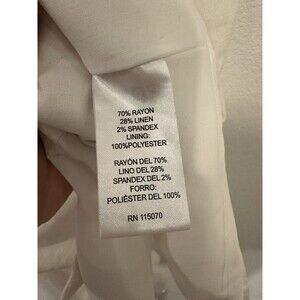 70% RAYON
28% LINEN
2% SPANDEX
LINING:
100%POLYESTER
RAYÓN DEL 70%
LINO DEL 28%
SPANDEX DEL 2%
FORRO:
POLIÉSTER DEL 100%
RN 115070